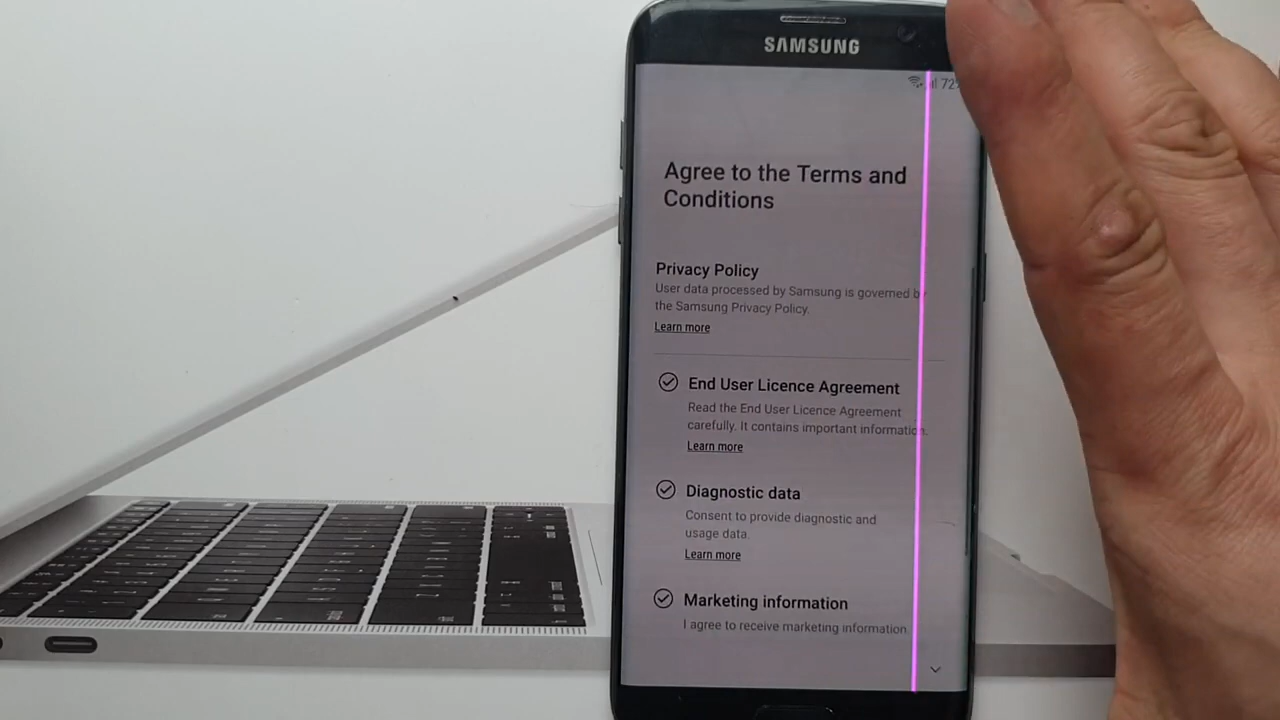 SAMSUNG
72%
Agree to the Terms and
Conditions
Privacy Policy
User data processed by Samsung is governed by
the Samsung Privacy Policy.
Learn more
End User Licence Agreement
Read the End User Licence Agreement
carefully. It contains important information.
Learn more
Diagnostic data
Consent to provide diagnostic and
usage data.
Learn more
Marketing information
I agree to receive marketing information